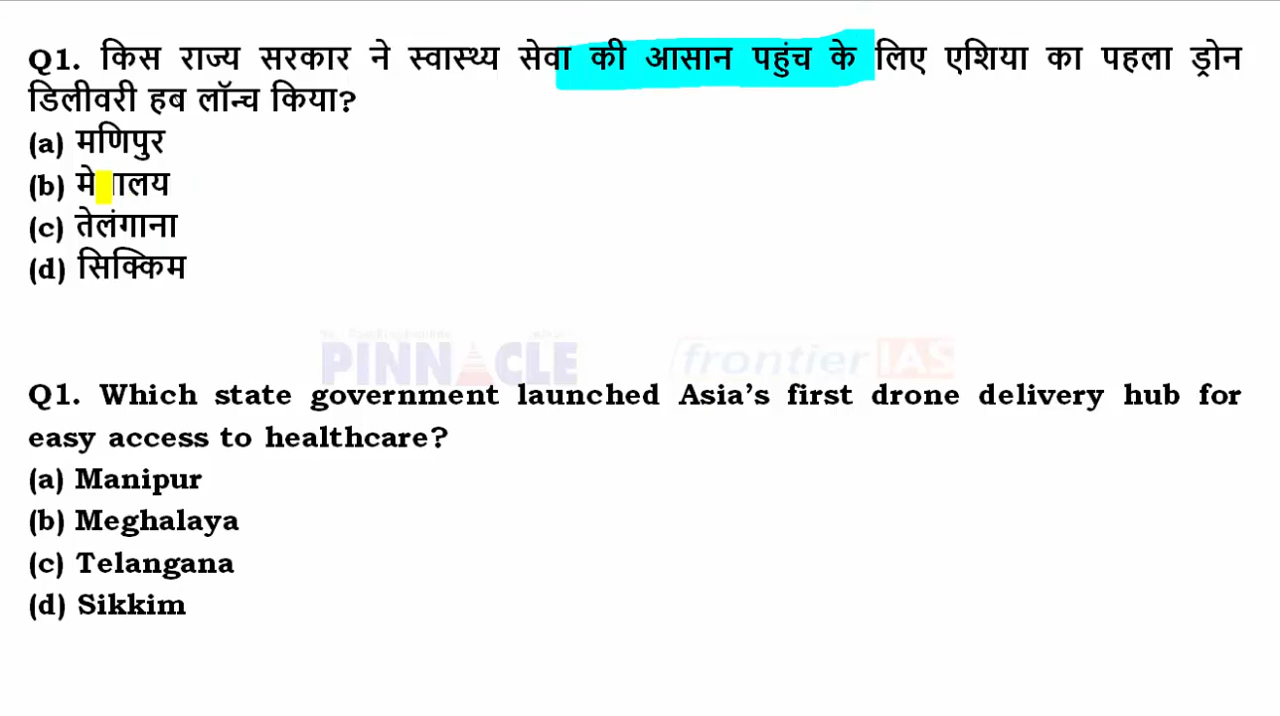 Q1. किस राज्य सरकार ने स्वास्थ्य सेवा की आसान पहुंच के लिए एशिया का पहला ड्रोन
डिलीवरी हब लॉन्च किया?
(a) मणिपुर
(b)
(c) तेलंगाना
(d) सिक्किम
PINNACLE frontier IAS
Q1. Which state government launched Asia’s first drone delivery hub for
easy access to healthcare?
(a) Manipur
(b) Meghalaya
(c) Telangana
(d) Sikkim